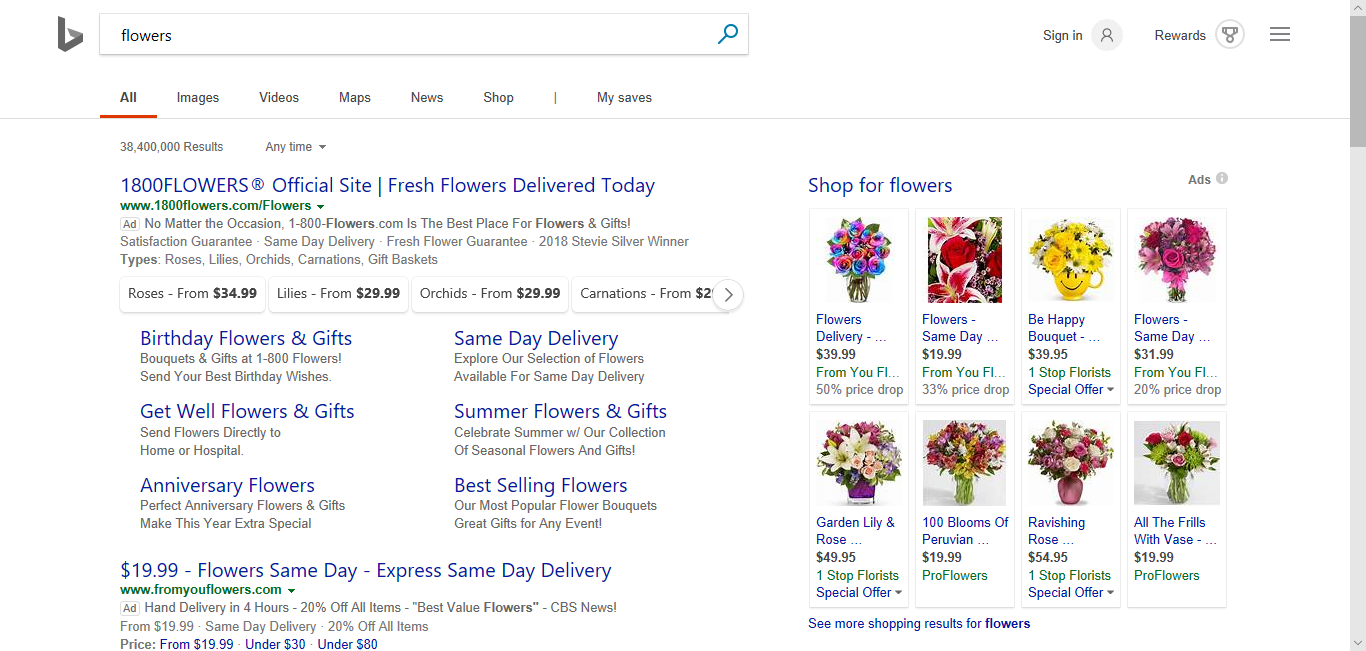 flowers
Sign in
Rewards
All
Images
Videos
Maps
News
Shop
|
My saves
38,400,000 Results
Any time
1800FLOWERS® Official Site | Fresh Flowers Delivered Today
www.1800flowers.com/Flowers
Ad No Matter the Occasion, 1-800-Flowers.com Is The Best Place For Flowers & Gifts!
Satisfaction Guarantee · Same Day Delivery · Fresh Flower Guarantee · 2018 Stevie Silver Winner
Types: Roses, Lilies, Orchids, Carnations, Gift Baskets
Roses - From $34.99
Lilies - From $29.99
Orchids - From $29.99
Carnations - From $2
Birthday Flowers & Gifts
Bouquets & Gifts at 1-800 Flowers!
Send Your Best Birthday Wishes.
Same Day Delivery
Explore Our Selection of Flowers
Available For Same Day Delivery
Get Well Flowers & Gifts
Send Flowers Directly to
Home or Hospital.
Summer Flowers & Gifts
Celebrate Summer w/ Our Collection
Of Seasonal Flowers And Gifts!
Anniversary Flowers
Perfect Anniversary Flowers & Gifts
Make This Year Extra Special
Best Selling Flowers
Our Most Popular Flower Bouquets
Great Gifts for Any Event!
$19.99 - Flowers Same Day - Express Same Day Delivery
www.fromyouflowers.com
Ad Hand Delivery in 4 Hours - 20% Off All Items - "Best Value Flowers" - CBS News!
From $19.99 · Same Day Delivery · 20% Off All Items
Price: From $19.99 · Under $30 · Under $80
Shop for flowers
Ads
Flowers
Delivery - ...
$39.99
From You Fl...
50% price drop
Flowers -
Same Day ...
$19.99
From You Fl...
33% price drop
Be Happy
Bouquet - ...
$39.95
1 Stop Florists
Special Offer
Flowers -
Same Day ...
$31.99
From You Fl...
20% price drop
Garden Lily &
Rose ...
$49.95
1 Stop Florists
Special Offer
100 Blooms Of
Peruvian ...
$19.99
ProFlowers
Ravishing
Rose ...
$54.95
1 Stop Florists
Special Offer
All The Frills
With Vase - ...
$19.99
ProFlowers
See more shopping results for flowers